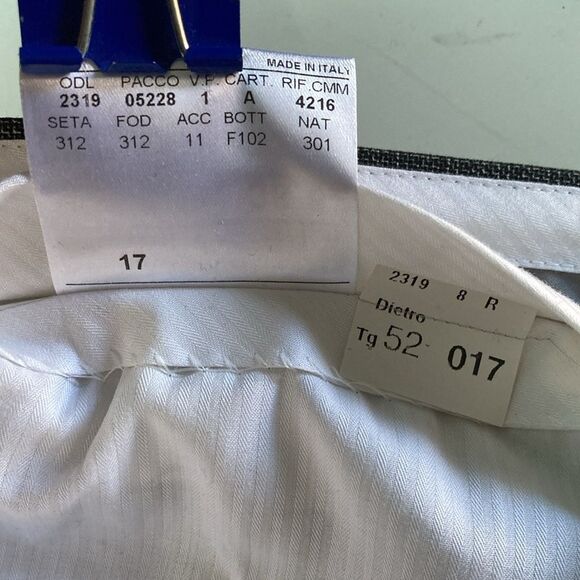 MADE IN ITALY
ODL PACCO V.P. CART. RIF.CMM
2319 05228 1 A 4216
SETA FOD ACC BOTT NAT
312 312 11 F102 301
17
2319 8 R
Dietro
Tg 52 017